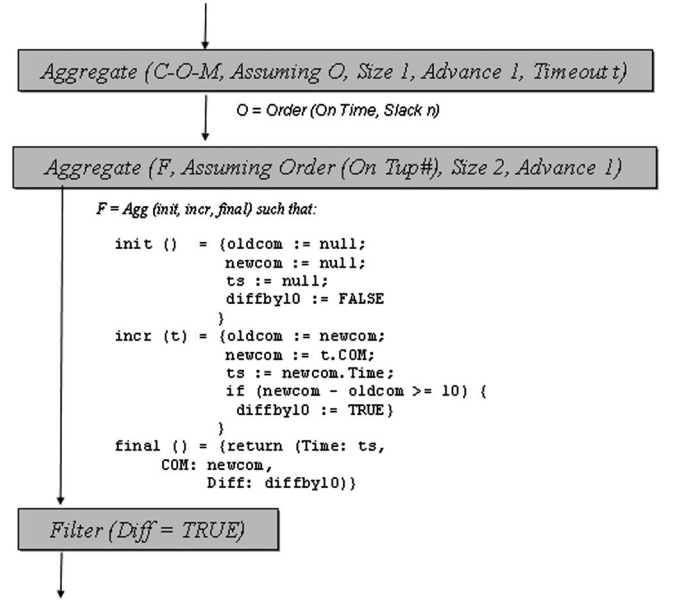 Aggregate (C-O-M, Assuming O, Size 1, Advance 1, Timeout t)
O = Order (On Time, Slack n)
Aggregate (F, Assuming Order (On Tup#), Size 2, Advance 1)
F = Agg (init, incr, final) such that:
init ()  = {oldcom := null;
newcom := null;
ts := null;
diffby10 := FALSE
}
incr (t) = {oldcom := newcom;
newcom := t.COM;
ts := newcom.Time;
if (newcom - oldcom >= 10) {
diffby10 := TRUE}
}
final () = {return (Time: ts,
COM: newcom,
Diff: diffby10)}
Filter (Diff = TRUE)